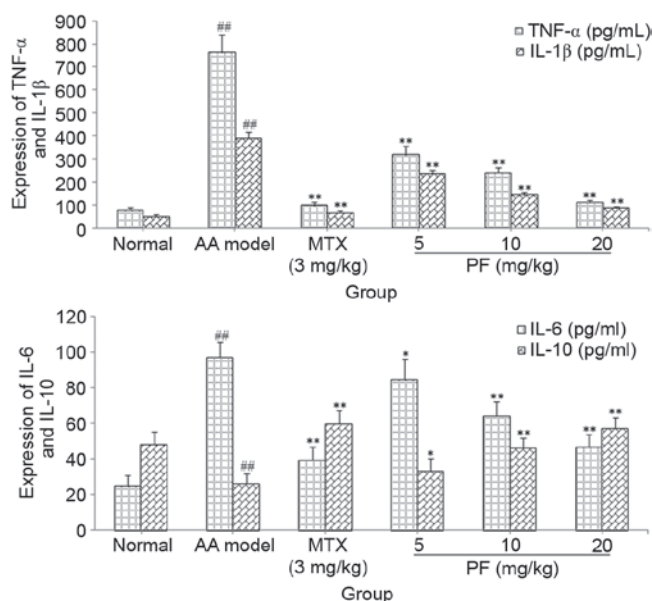 900
800
700
600
500
400
300
200
100
0
Expression of TNF-α
and IL-1β
TNF-α (pg/mL)
IL-1β (pg/mL)
##
##
**
**
**
**
**
**
**
**
Normal
AA model
MTX
(3 mg/kg)
5
10
20
PF (mg/kg)
Group
120
100
80
60
40
20
0
Expression of IL-6
and IL-10
IL-6 (pg/ml)
IL-10 (pg/ml)
##
##
**
**
*
*
**
**
**
**
Normal
AA model
MTX
(3 mg/kg)
5
10
20
PF (mg/kg)
Group